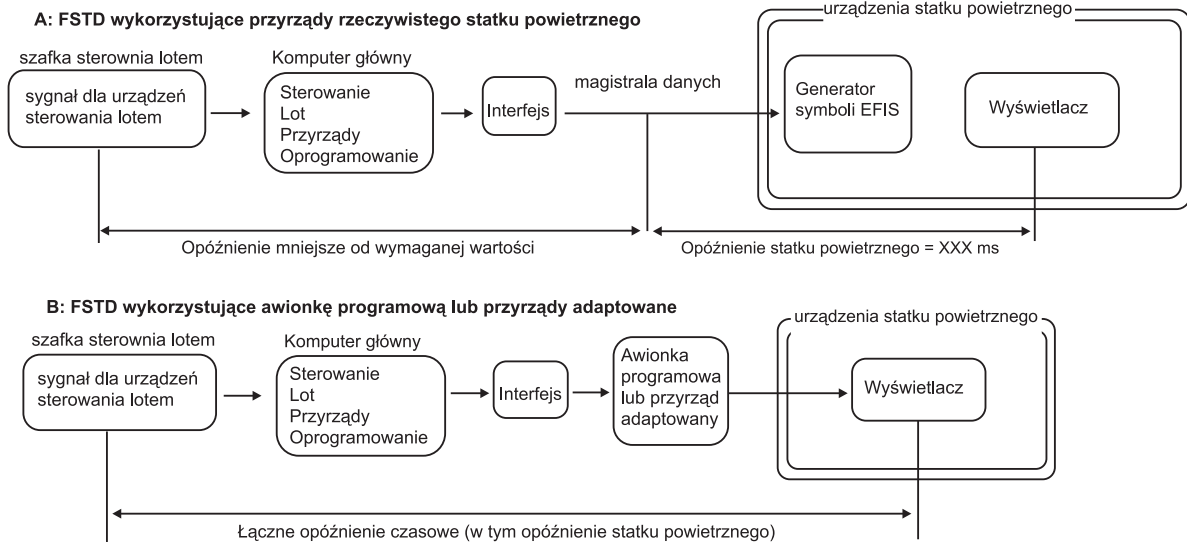 A: FSTD wykorzystujące przyrządy rzeczywistego statku powietrznego
urządzenia statku powietrznego
szafka sterownia lotem
sygnał dla urządzeń
sterowania lotem
Komputer główny
Sterowanie
Lot
Przyrządy
Oprogramowanie
Interfejs
magistrala danych
Generator
symboli EFIS
Wyświetlacz
Opóźnienie mniejsze od wymaganej wartości
Opóźnienie statku powietrznego = XXX ms
B: FSTD wykorzystujące awionkę programową lub przyrządy adaptowane
urządzenia statku powietrznego
szafka sterownia lotem
sygnał dla urządzeń
sterowania lotem
Komputer główny
Sterowanie
Lot
Przyrządy
Oprogramowanie
Interfejs
Awionka
programowa
lub przyrząd
adaptowany
Wyświetlacz
Łączne opóźnienie czasowe (w tym opóźnienie statku powietrznego)